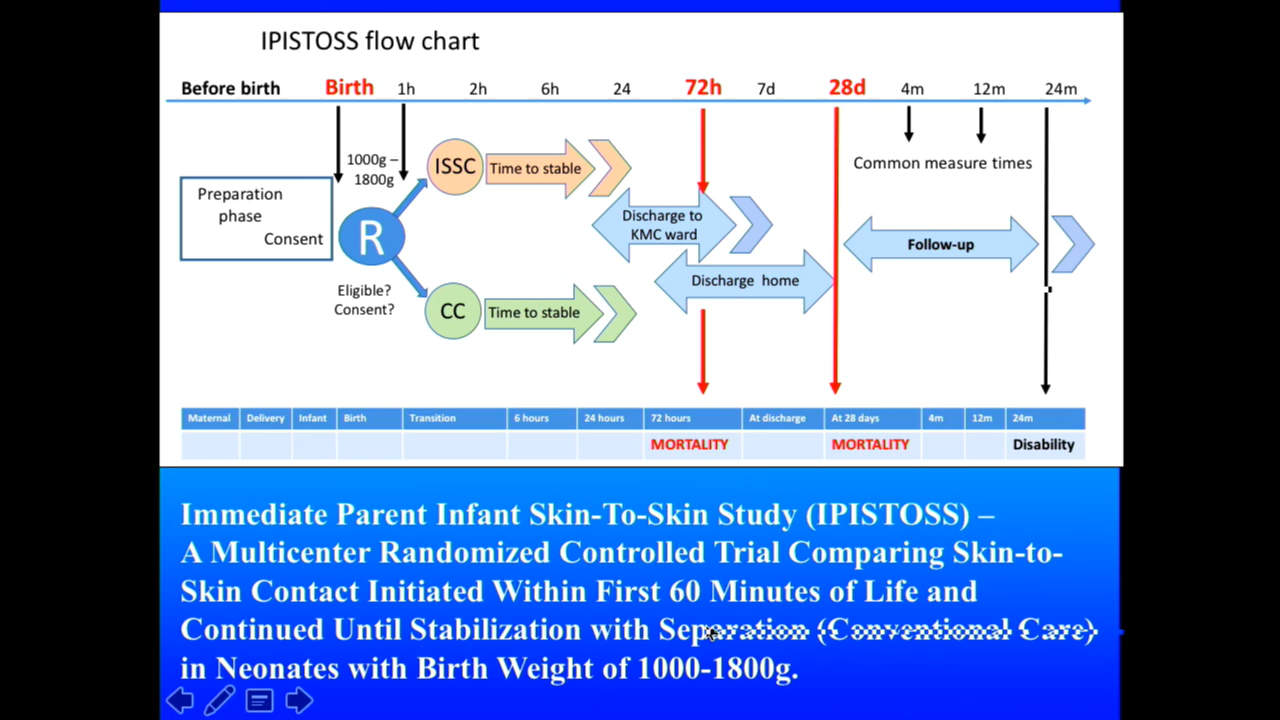 IPISTOSS flow chart
Before birth Birth 1h 2h 6h 24 72h 7d 28d 4m 12m 24m
1000g –
1800g
ISSC Time to stable
Common measure times
Preparation
phase
Consent
R
Discharge to
KMC ward
Follow-up
Discharge home
Eligible?
Consent?
CC Time to stable
Maternal Delivery Infant Birth Transition 6 hours 24 hours 72 hours At discharge At 28 days 4m 12m 24m
MORTALITY MORTALITY Disability
Immediate Parent Infant Skin-To-Skin Study (IPISTOSS) –
A Multicenter Randomized Controlled Trial Comparing Skin-to-
Skin Contact Initiated Within First 60 Minutes of Life and
Continued Until Stabilization with Separation (Conventional Care)
in Neonates with Birth Weight of 1000-1800g.